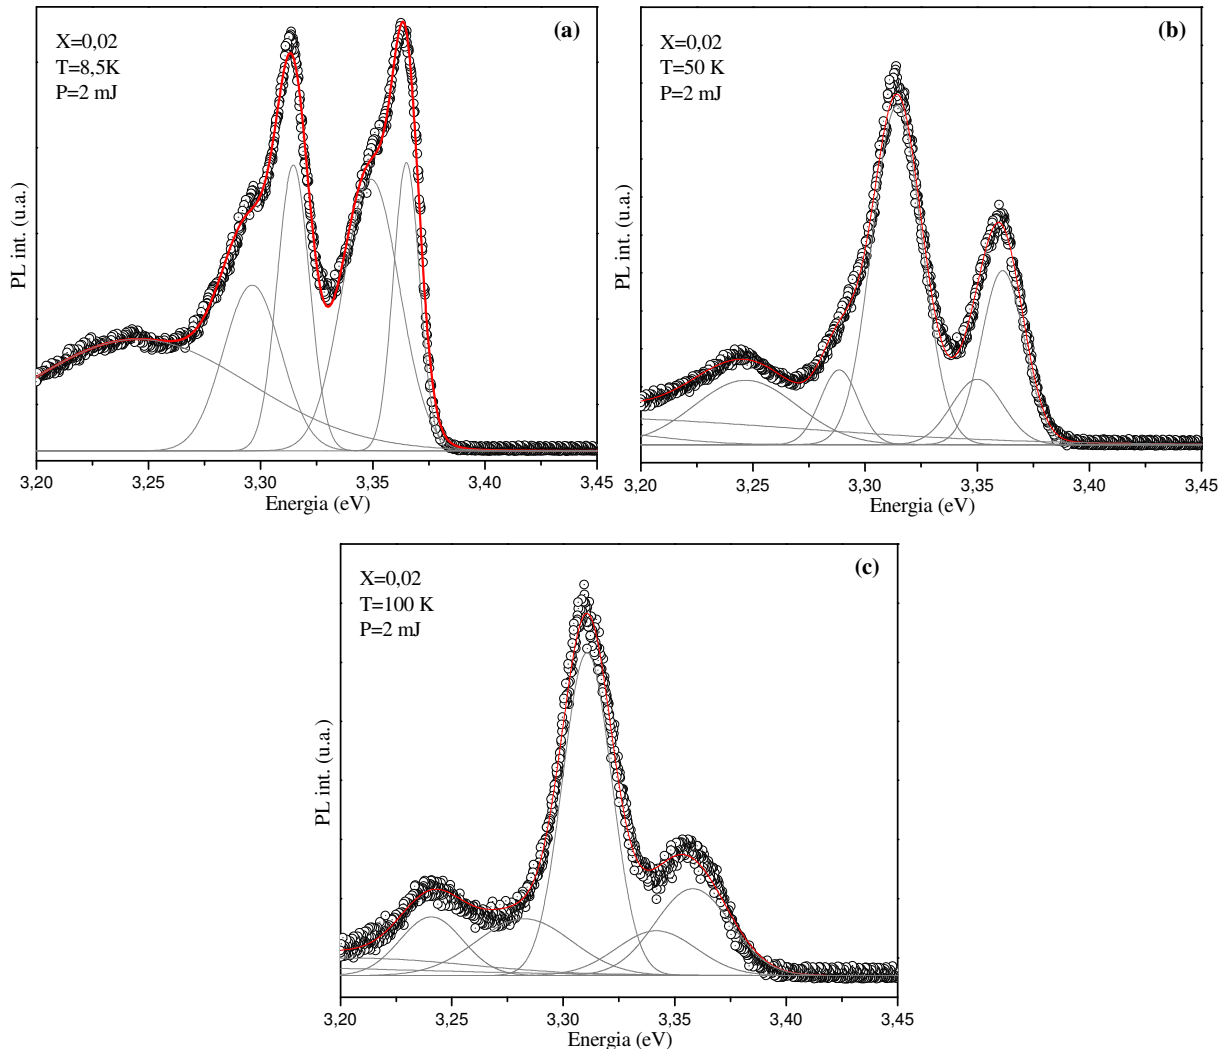 (a)
X=0,02
T=8,5K
P=2 mJ
PL int. (u.a.)
3,20 3,25 3,30 3,35 3,40 3,45
Energia (eV)
(b)
X=0,02
T=50 K
P=2 mJ
PL int. (u.a.)
3,20 3,25 3,30 3,35 3,40 3,45
Energia (eV)
(c)
X=0,02
T=100 K
P=2 mJ
PL int. (u.a.)
3,20 3,25 3,30 3,35 3,40 3,45
Energia (eV)